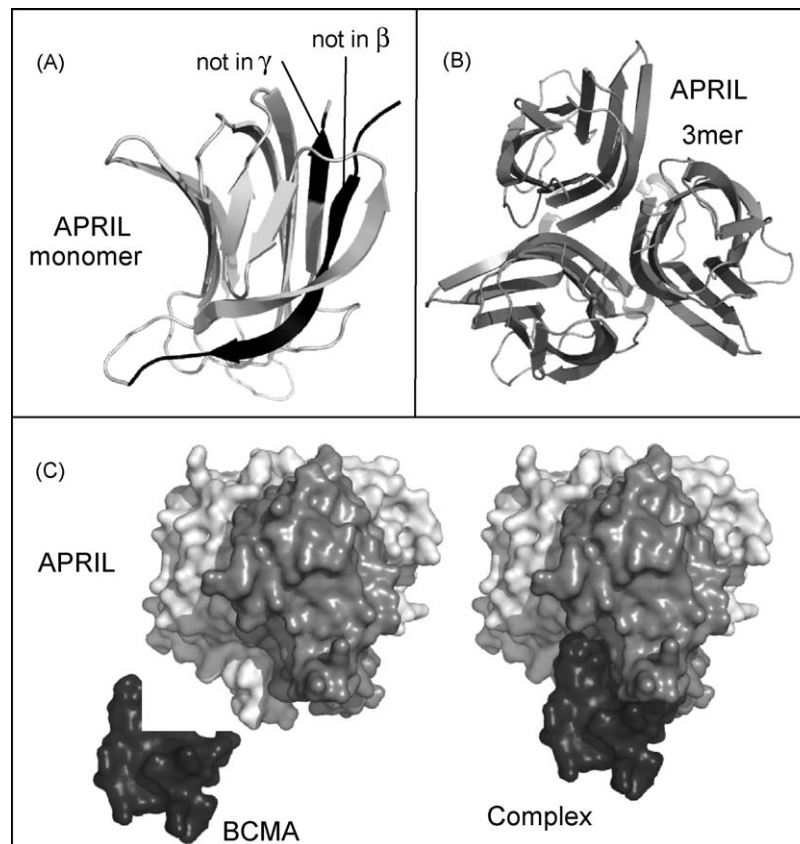 (A)
not in γ
not in β
APRIL
monomer
(B)
APRIL
3mer
(C)
APRIL
BCMA
Complex